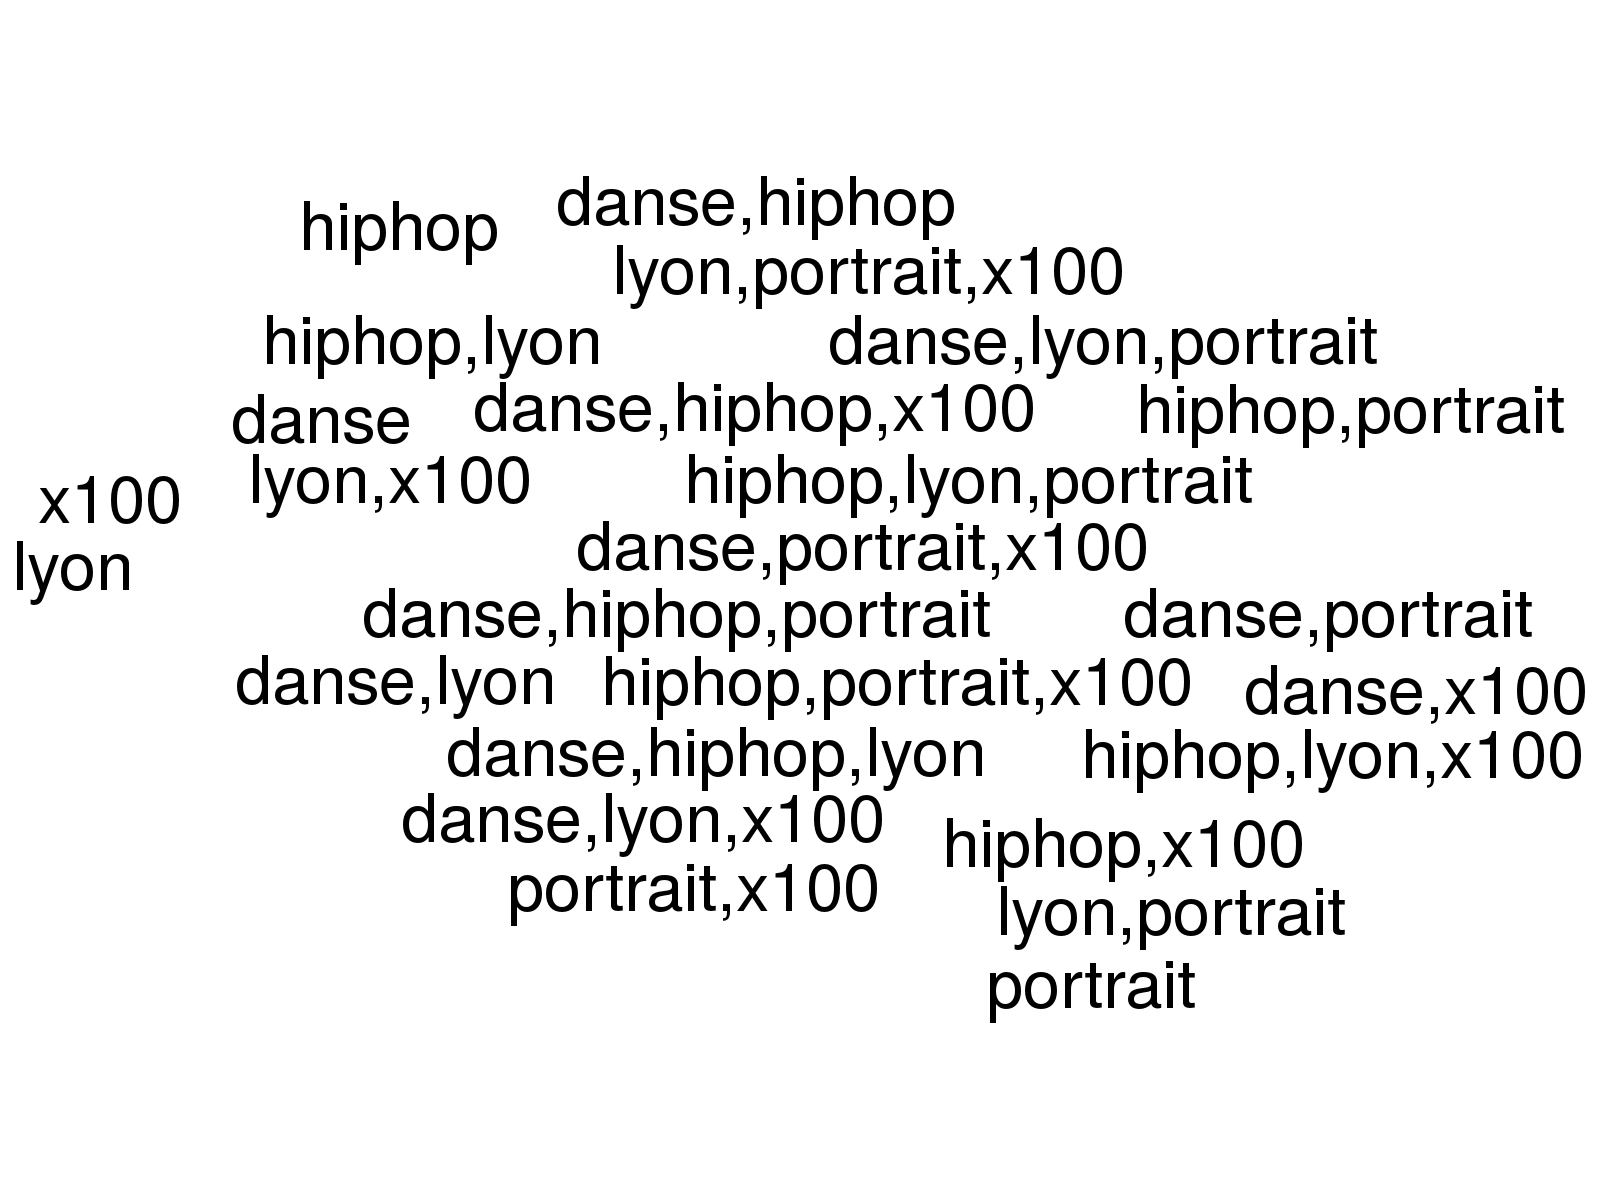 hiphop
danse,hiphop
lyon,portrait,x100
hiphop,lyon
danse,lyon,portrait
danse
danse,hiphop,x100
hiphop,portrait
x100
lyon,x100
hiphop,lyon,portrait
lyon
danse,portrait,x100
danse,hiphop,portrait
danse,portrait
danse,lyon
hiphop,portrait,x100
danse,x100
danse,hiphop,lyon
hiphop,lyon,x100
danse,lyon,x100
hiphop,x100
portrait,x100
lyon,portrait
portrait